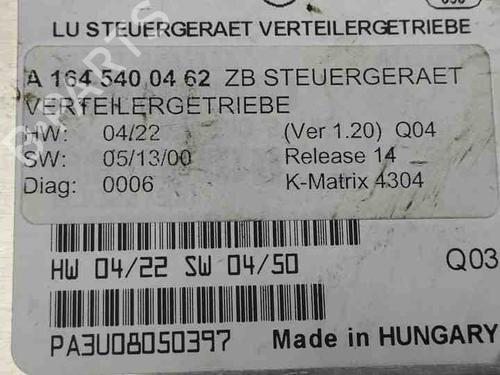 LU STEUERGERAET VERTEILERGETRIEBE
A 164 540 04 62 ZB STEUERGERAET
VERTEILERGETRIEBE
HW: 04/22 (Ver 1.20) Q04
SW: 05/13/00 Release 14
Diag: 0006 K-Matrix 4304
HW 04/22 SW 04/50 Q03
PA3U08050397 Made in HUNGARY